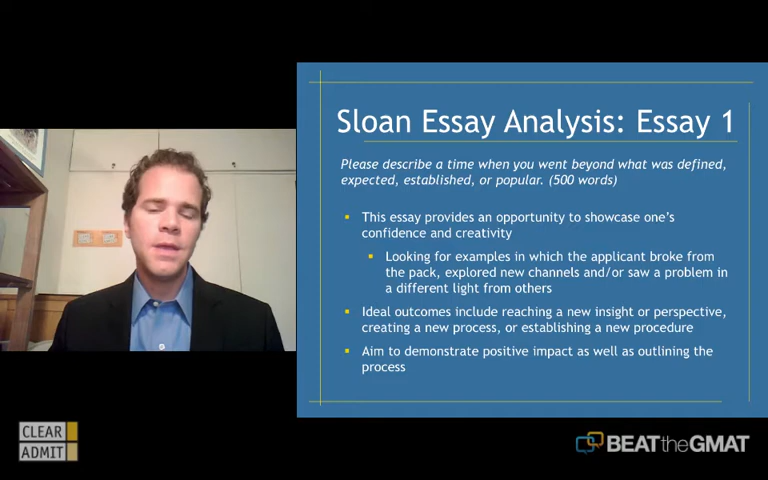 Sloan Essay Analysis: Essay 1
Please describe a time when you went beyond what was defined,
expected, established, or popular. (500 words)
▪ This essay provides an opportunity to showcase one's
confidence and creativity
▪ Looking for examples in which the applicant broke from
the pack, explored new channels and/or saw a problem in
a different light from others
▪ Ideal outcomes include reaching a new insight or perspective,
creating a new process, or establishing a new procedure
▪ Aim to demonstrate positive impact as well as outlining the
process
CLEAR
ADMIT
BEATtheGMAT